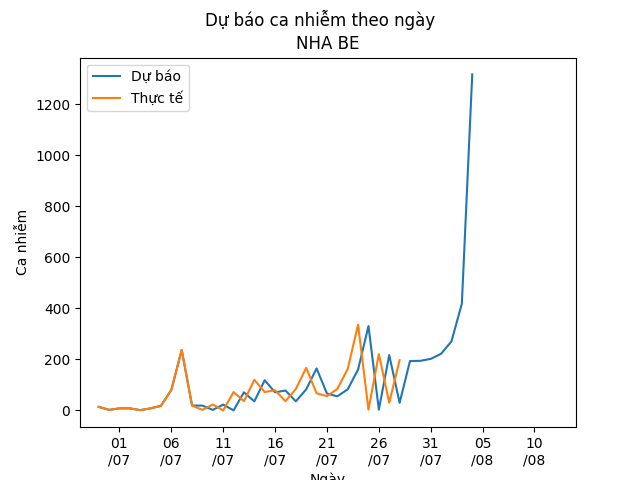 Dự báo ca nhiễm theo ngày
NHA BE
Dự báo
Thực tế
Ca nhiễm
1200
1000
800
600
400
200
0
01 06 11 16 21 26 31 05 10
/07 /07 /07 /07 /07 /07 /07 /08 /08
Ngày